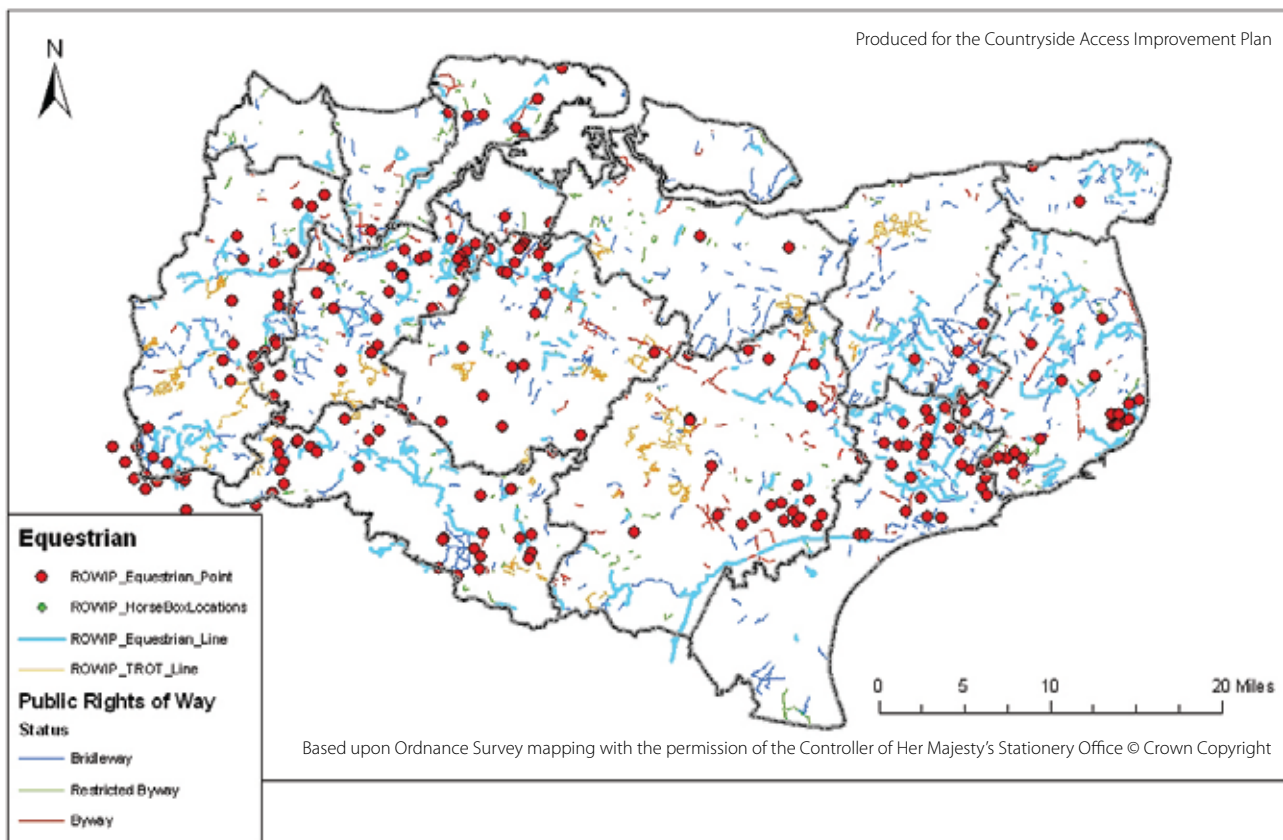 Produced for the Countryside Access Improvement Plan
N
Equestrian
ROWIP_Equestrian_Point
ROWIP_HorseBoxLocations
ROWIP_Equestrian_Line
ROWIP_TROT_Line
Public Rights of Way
Status
Bridleway
Restricted Byway
Byway
0 5 10 20 Miles
Based upon Ordnance Survey mapping with the permission of the Controller of Her Majesty's Stationery Office © Crown Copyright